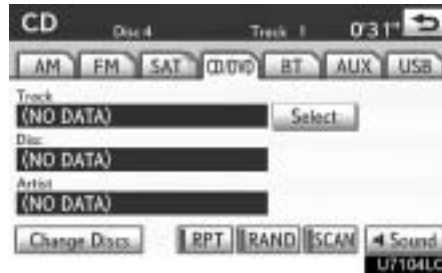 CD Disc 4 Track 1 0'31"
AM FM SAT CD/DVD BT AUX USB
Track
(NO DATA) Select
Disc
(NO DATA)
Artist
(NO DATA)
Change Discs RPT RAND SCAN Sound
U7104LC